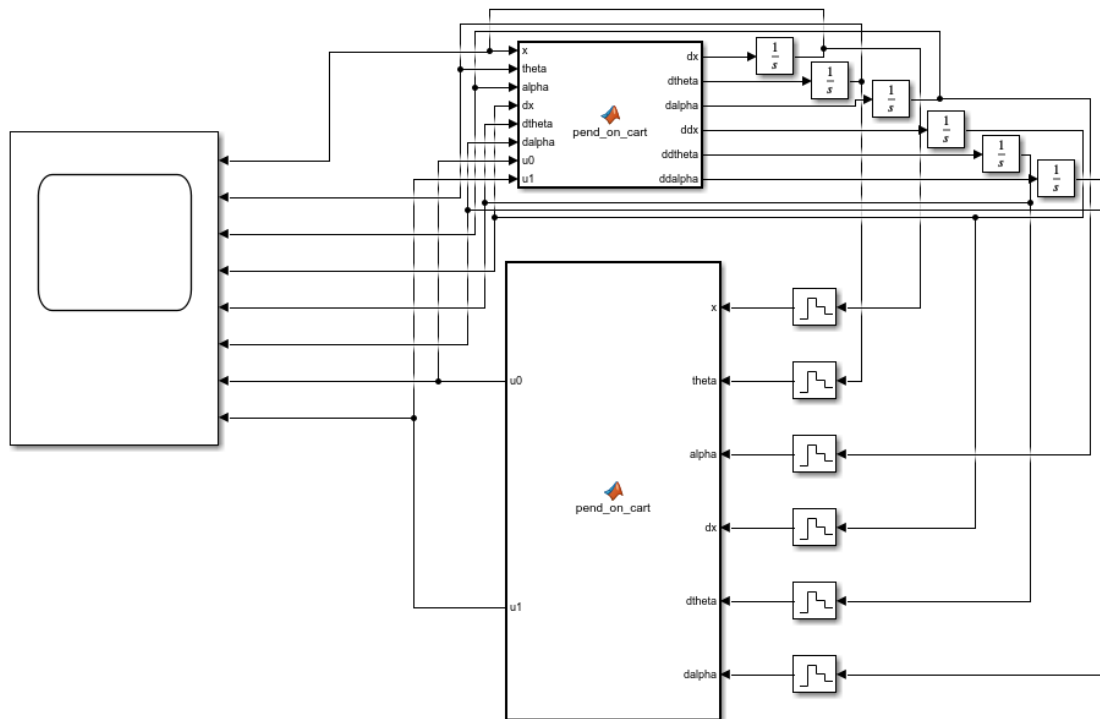 x
theta
alpha
dx
dtheta
dalpha
u0
u1
pend_on_cart
dx
dtheta
dalpha
ddx
ddtheta
ddalpha
1
s
1
s
1
s
1
s
1
s
1
s
u0
u1
pend_on_cart
x
theta
alpha
dx
dtheta
dalpha